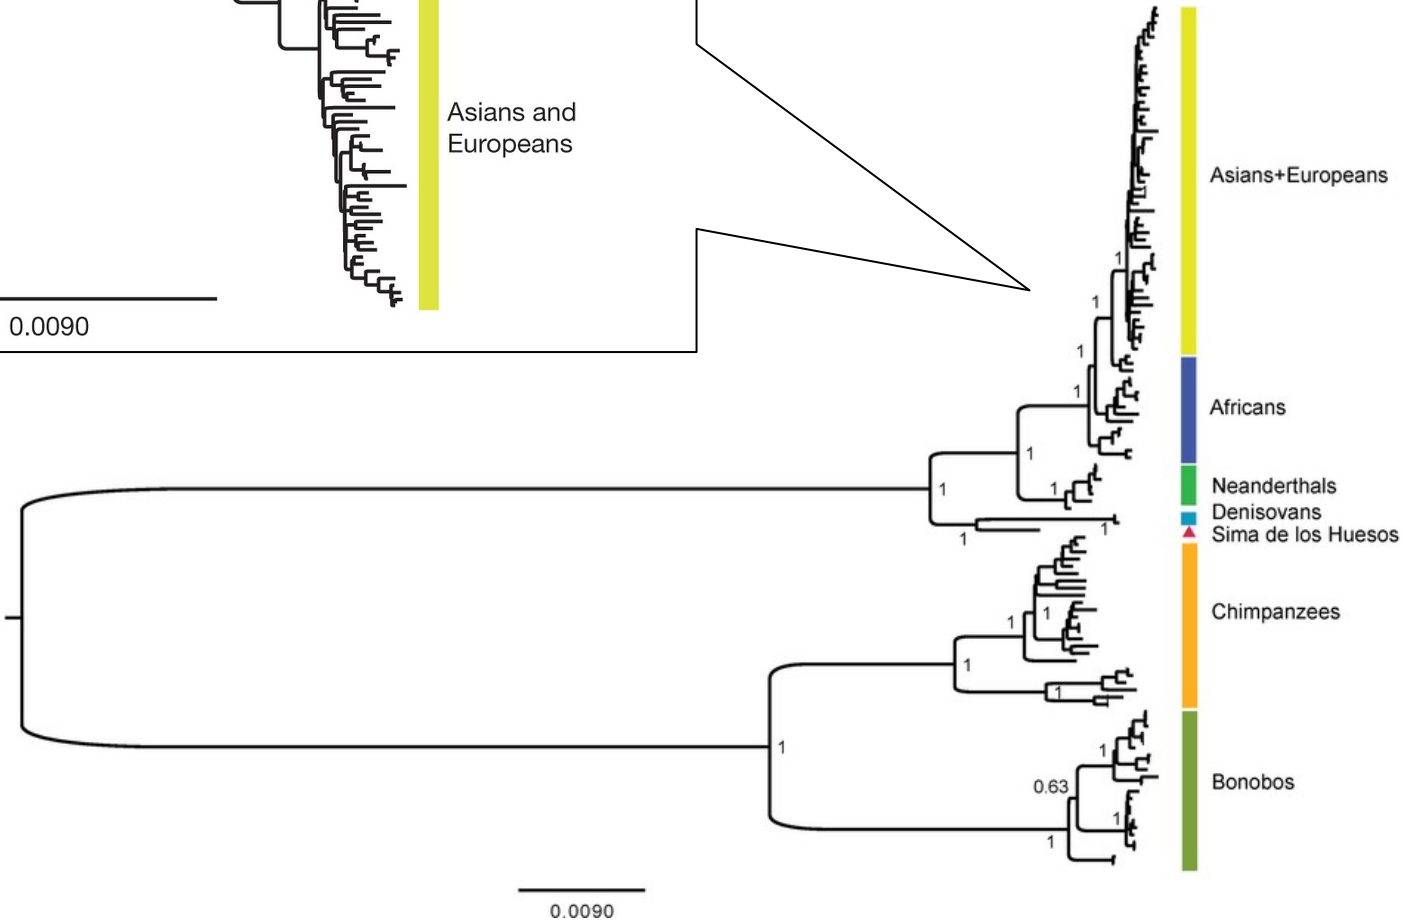 Asians and
Europeans
0.0090
Asians+Europeans
1
1
1
1
Africans
1
1
1
Neanderthals
Denisovans
1
1
Sima de los Huesos
1
1
Chimpanzees
1
1
1
1
0.63
Bonobos
1
1
0.0090